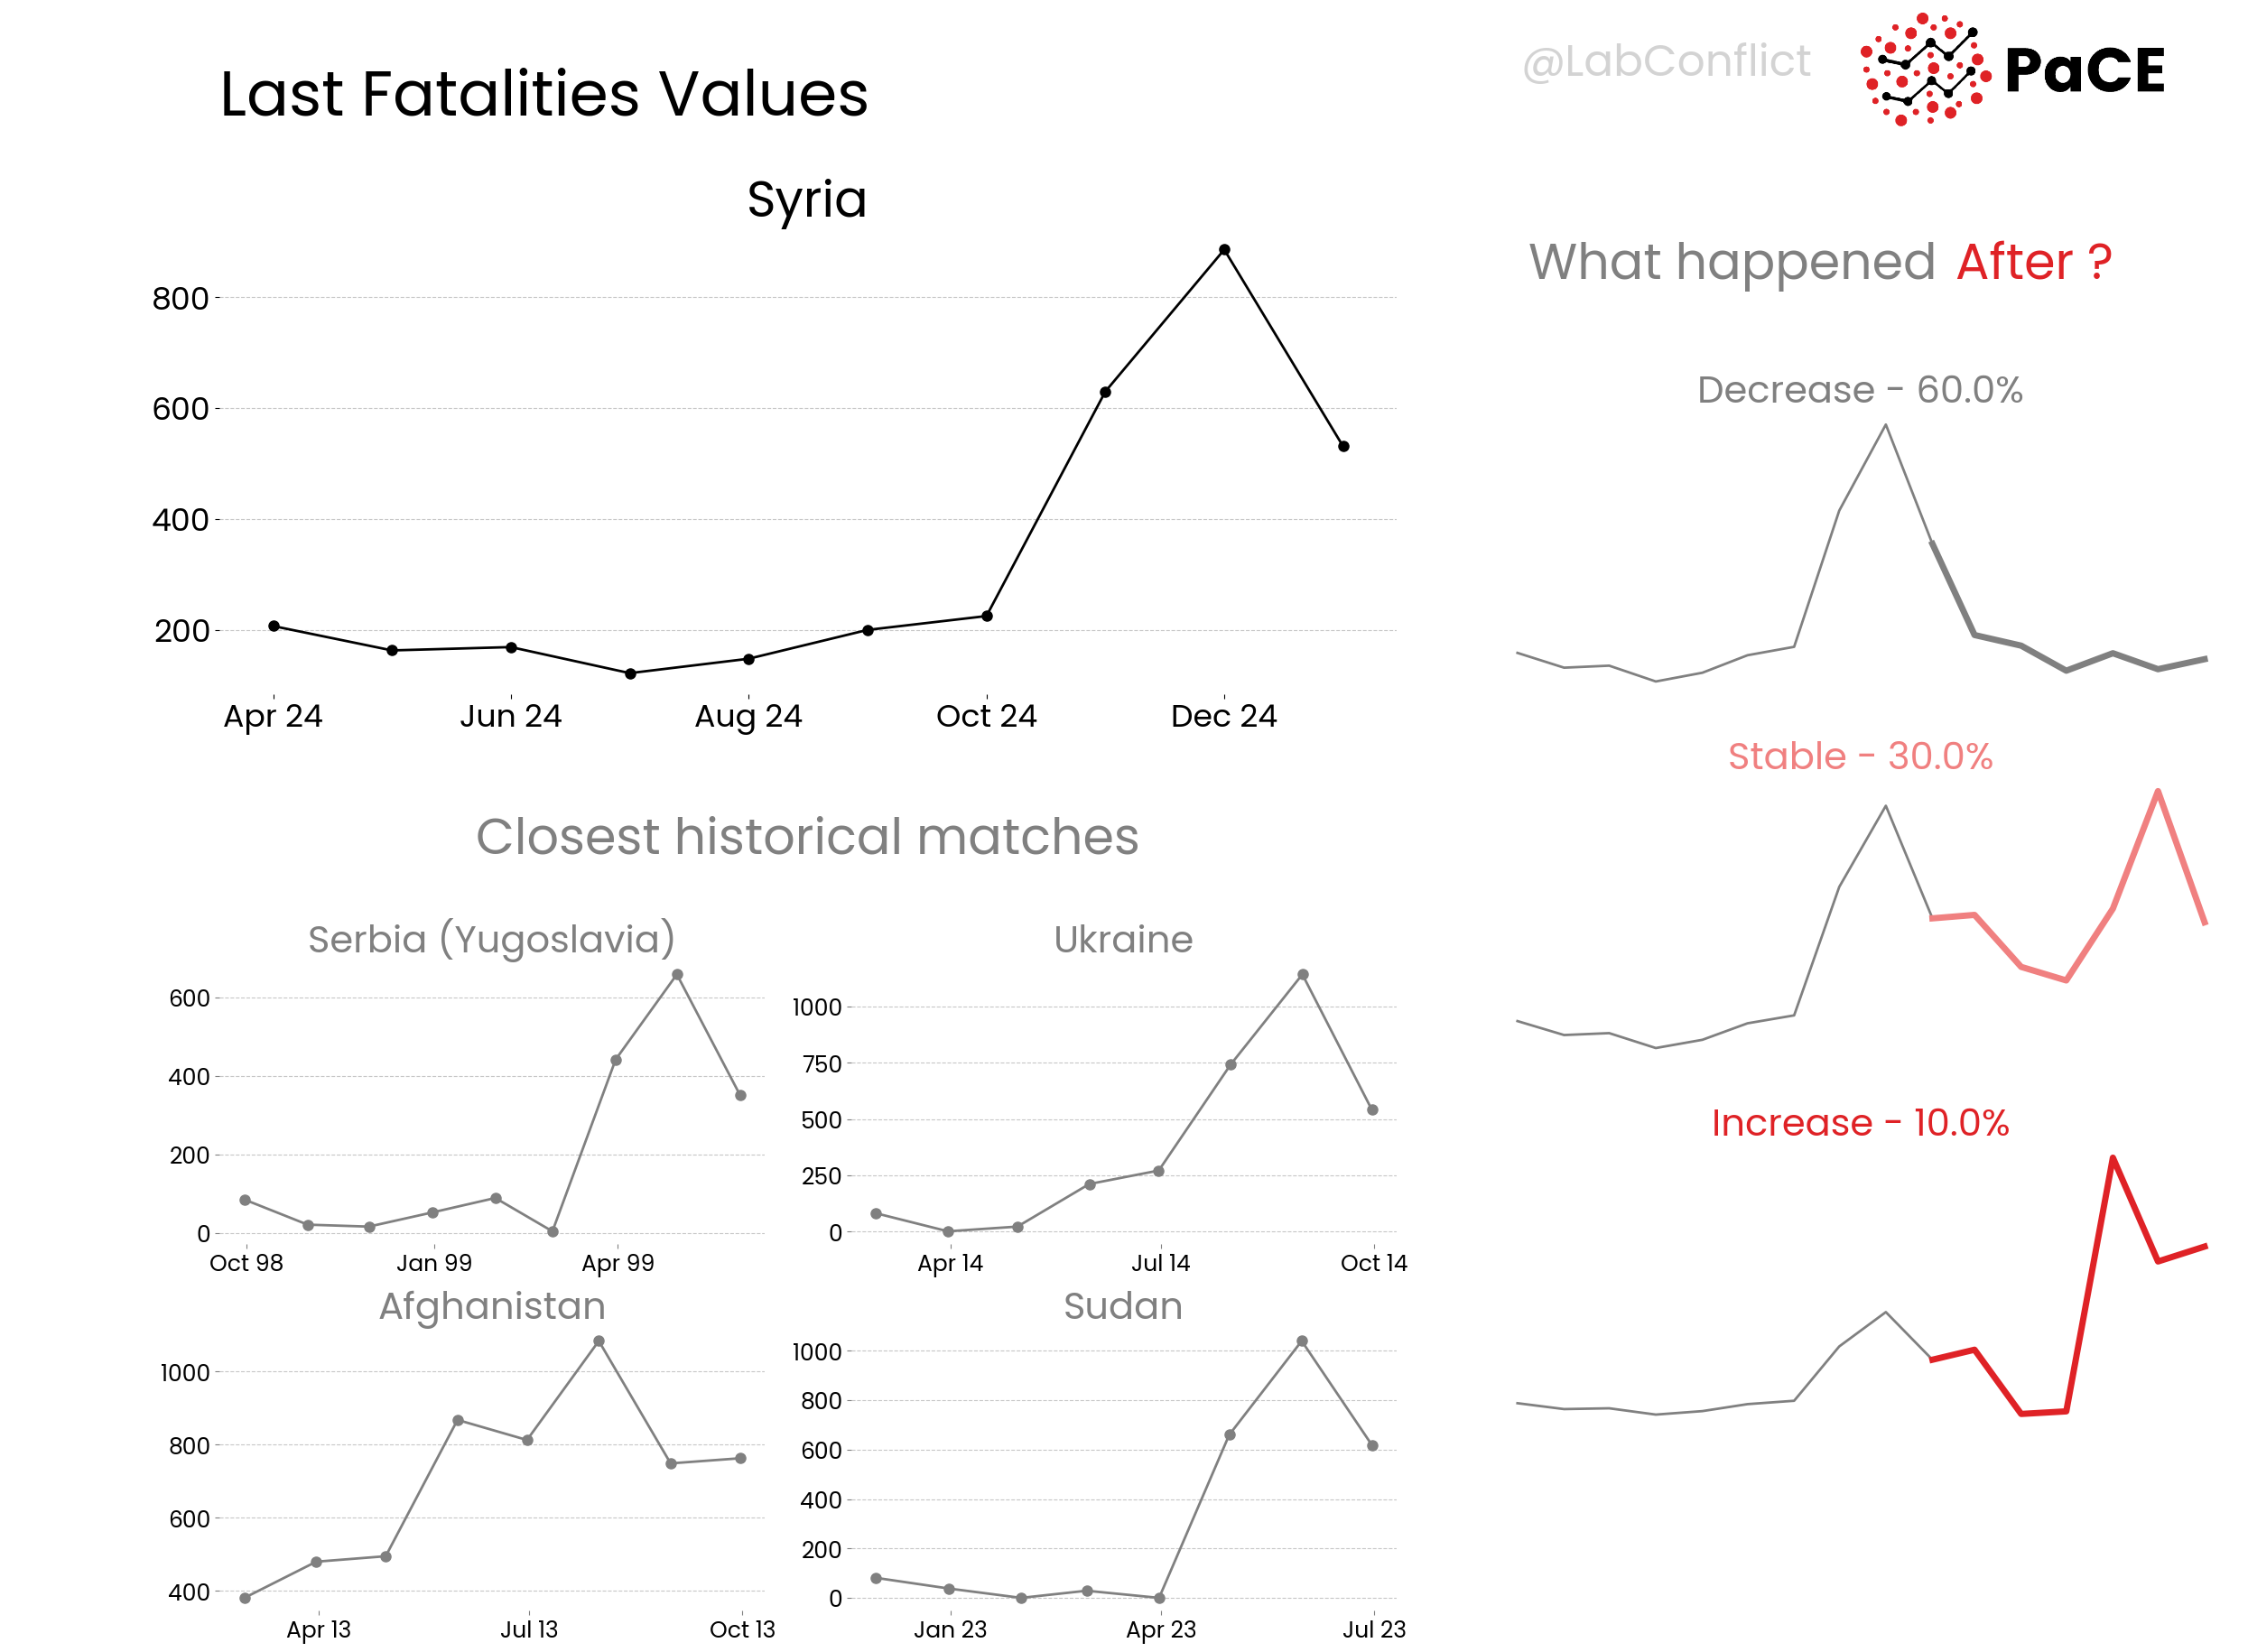 @LabConflict
PaCE
Last Fatalities Values
Syria
800
600
400
200
Apr 24
Jun 24
Aug 24
Oct 24
Dec 24
Closest historical matches
Serbia (Yugoslavia)
600
400
200
0
Oct 98
Jan 99
Apr 99
Ukraine
1000
750
500
250
0
Apr 14
Jul 14
Oct 14
Afghanistan
1000
800
600
400
Apr 13
Jul 13
Oct 13
Sudan
1000
800
600
400
200
0
Jan 23
Apr 23
Jul 23
What happened After ?
Decrease - 60.0%
Stable - 30.0%
Increase - 10.0%